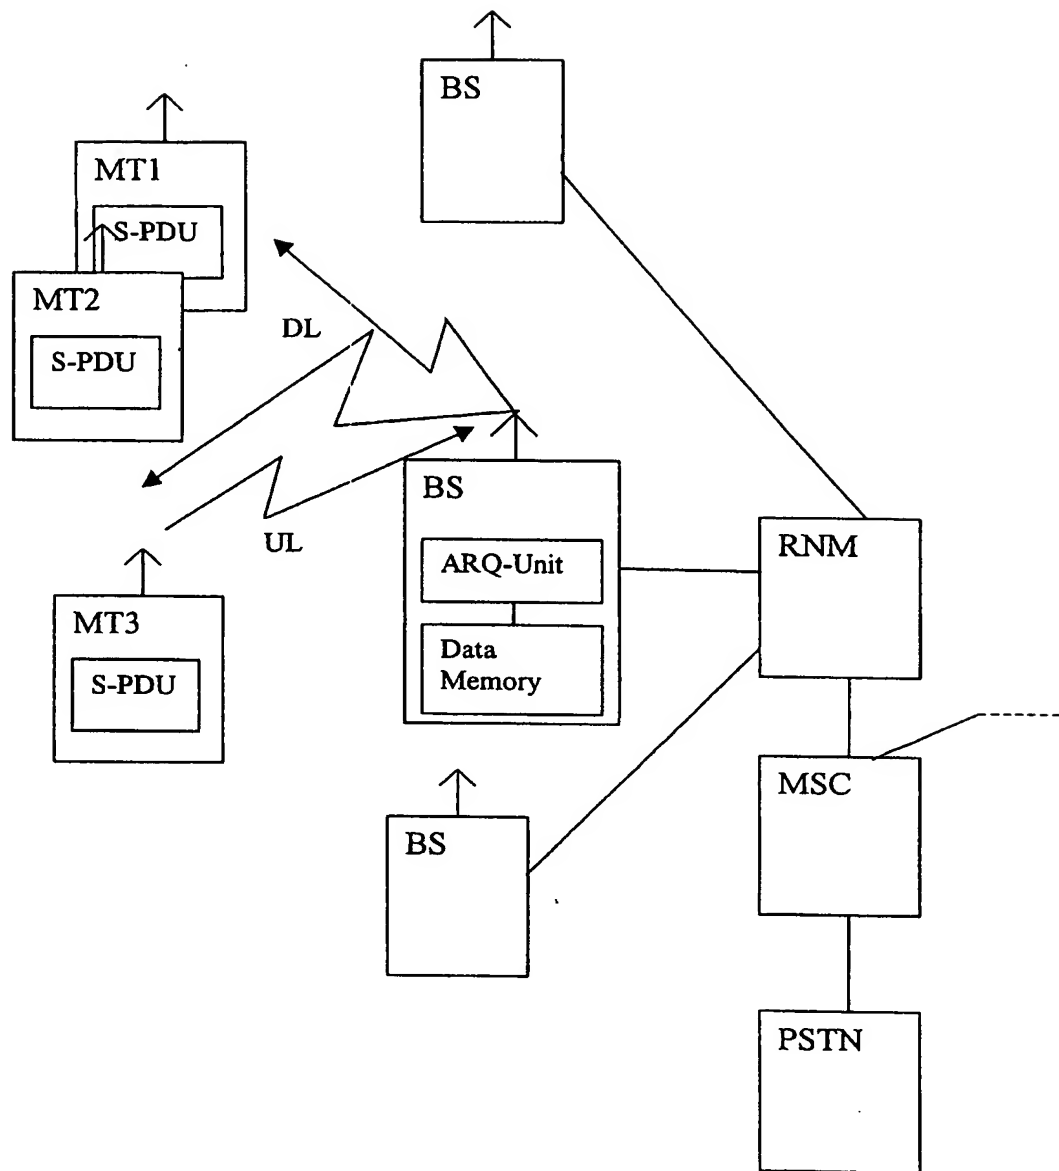 BS
MT1
S-PDU
MT2
S-PDU
DL
BS
ARQ-Unit
Data
Memory
UL
MT3
S-PDU
RNM
MSC
BS
PSTN